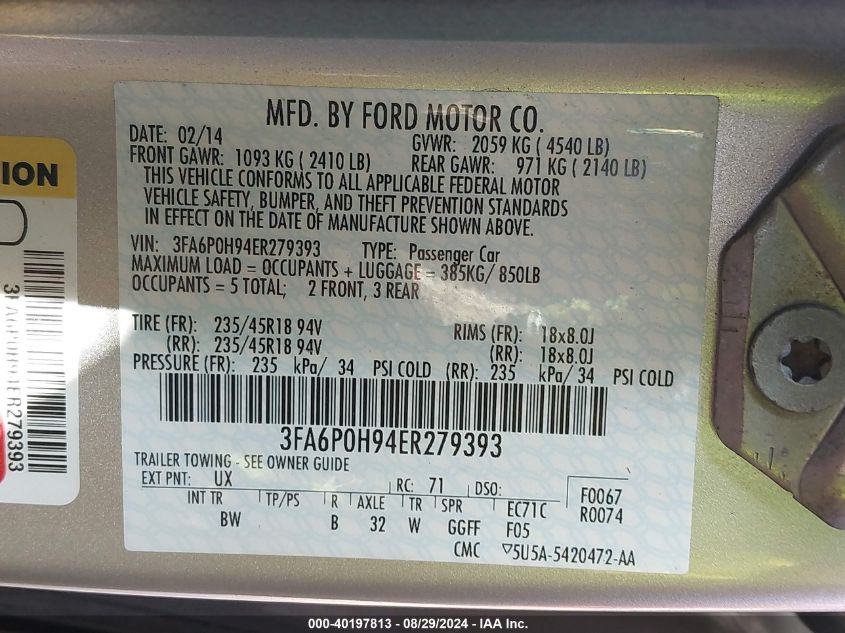 MFD. BY FORD MOTOR CO.
DATE: 02/14
GVWR: 2059 KG ( 4540 LB)
FRONT GAWR: 1093 KG ( 2410 LB)
REAR GAWR: 971 KG ( 2140 LB)
THIS VEHICLE CONFORMS TO ALL APPLICABLE FEDERAL MOTOR
VEHICLE SAFETY, BUMPER, AND THEFT PREVENTION STANDARDS
IN EFFECT ON THE DATE OF MANUFACTURE SHOWN ABOVE.
VIN: 3FA6P0H94ER279393 TYPE: Passenger Car
MAXIMUM LOAD = OCCUPANTS + LUGGAGE = 385KG/ 850LB
OCCUPANTS = 5 TOTAL; 2 FRONT, 3 REAR
TIRE (FR): 235/45R18 94V RIMS (FR): 18x8.0J
(RR): 235/45R18 94V (RR): 18x8.0J
PRESSURE (FR): 235 kPa/ 34 PSI COLD (RR): 235 kPa/ 34 PSI COLD
3FA6P0H94ER279393
TRAILER TOWING - SEE OWNER GUIDE
EXT PNT: UX RC: 71 DSO: F0067
INT TR TP/PS R AXLE TR SPR EC71C R0074
BW B 32 W GGFF F05
CMC ▽5U5A-5420472-AA
ION
3FA6P0H94ER279393
000-40197813 - 08/29/2024 - IAA Inc.